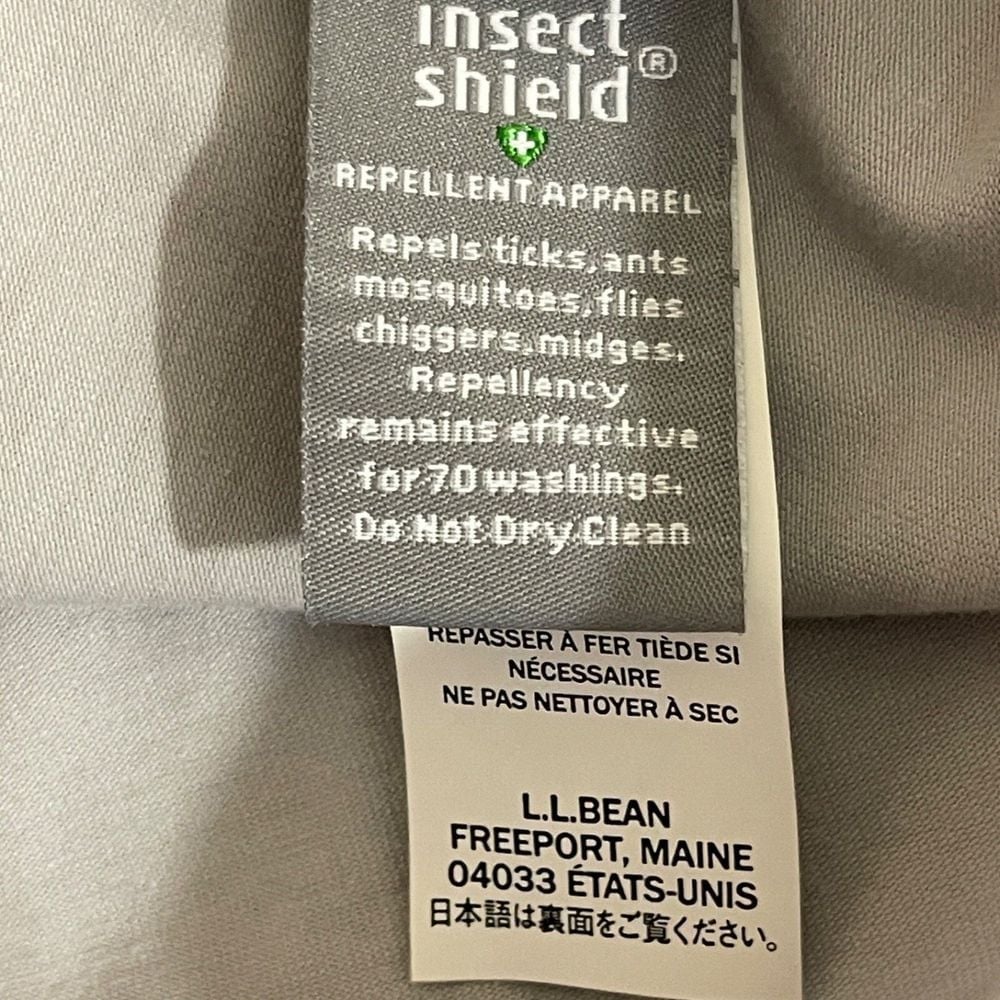 insect
shield®
REPELLENT APPAREL
Repels ticks, ants
mosquitoes, flies
chiggers, midges.
Repellency
remains effective
for 70 washings.
Do Not Dry Clean
REPASSER À FER TIÈDE SI
NÉCESSAIRE
NE PAS NETTOYER À SEC
L.L.BEAN
FREEPORT, MAINE
04033 ÉTATS-UNIS
日本語は裏面をご覧ください。